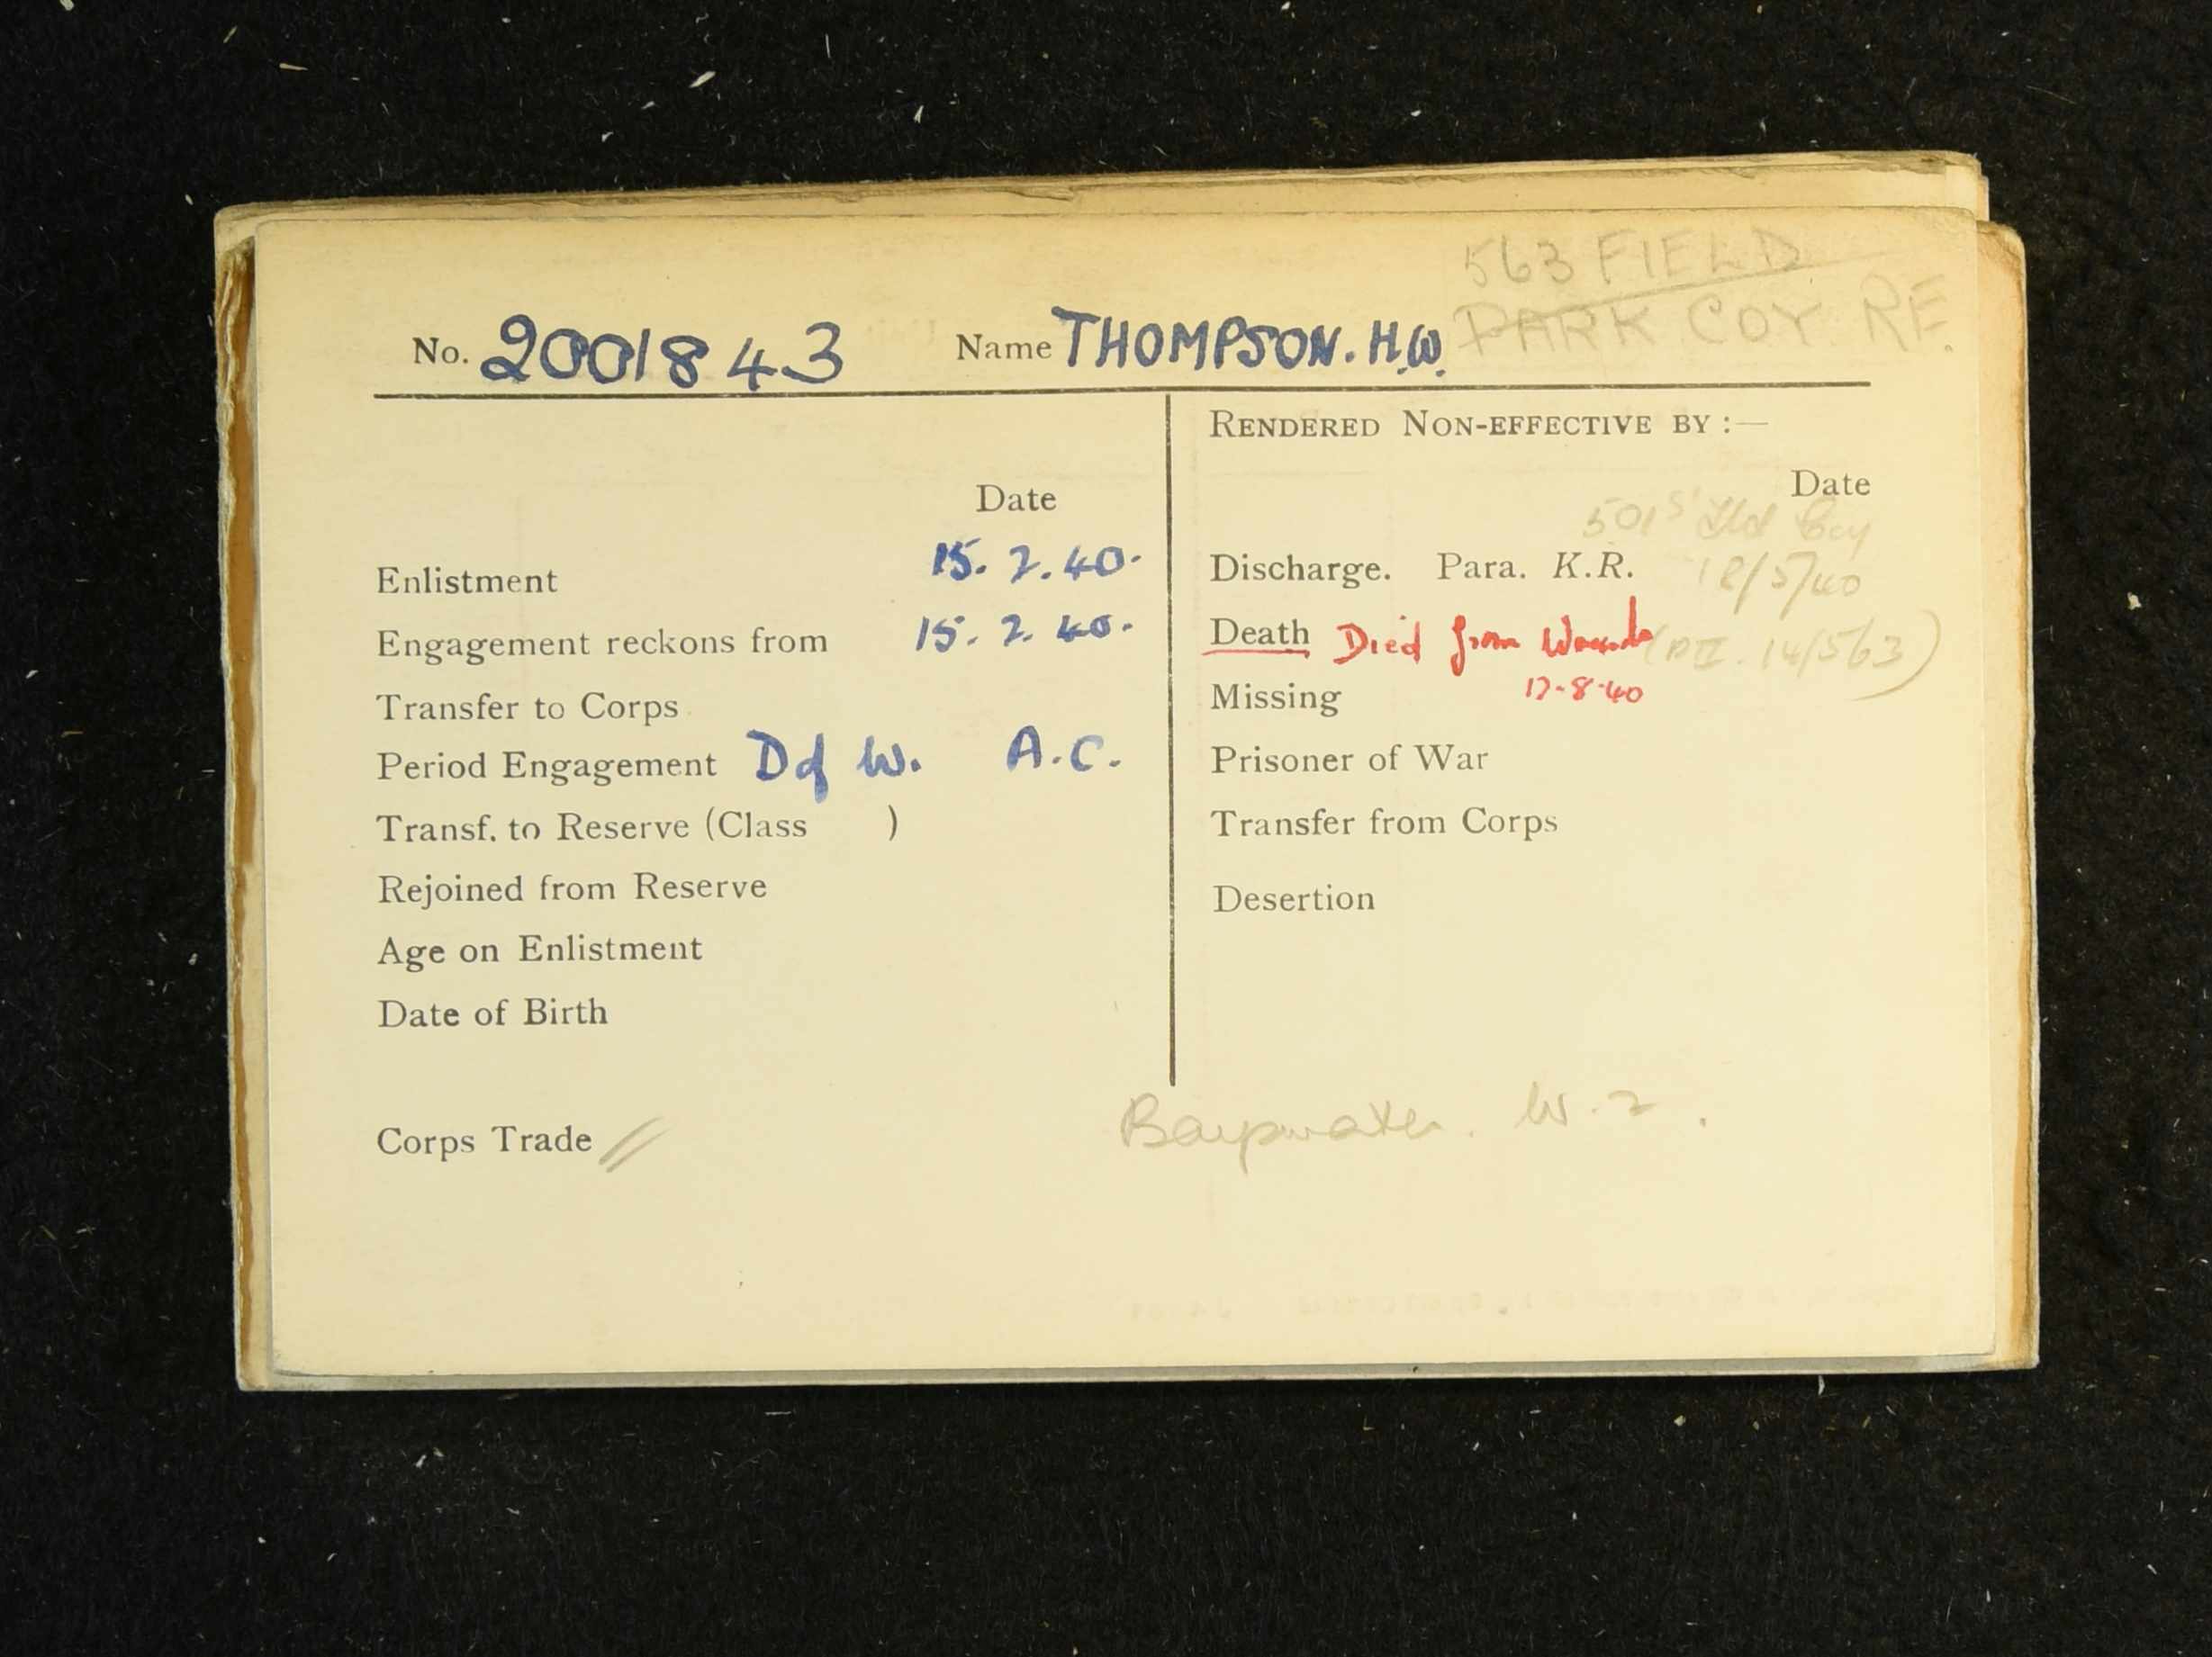 563 FIELD
No. 2001843 Name THOMPSON. H.W. PARK COY RE.
RENDERED NON-EFFECTIVE BY :—
Date
Date
501st Fld Coy
Enlistment 15. 2. 40.
Discharge. Para. K.R. 18/5/40
Engagement reckons from 15. 2. 40.
Death Died from Wounds (PII. 14/563)
17-8-40
Transfer to Corps
Missing
Period Engagement D of W. A.C.
Prisoner of War
Transf. to Reserve (Class )
Transfer from Corps
Rejoined from Reserve
Desertion
Age on Enlistment
Date of Birth
Bayswater. W.2.
Corps Trade